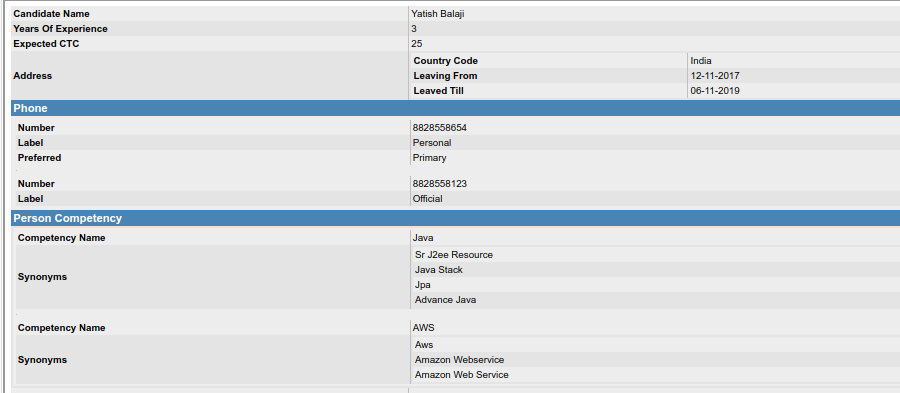 Candidate Name Yatish Balaji
Years Of Experience 3
Expected CTC 25
Address
Country Code India
Leaving From 12-11-2017
Leaved Till 06-11-2019
Phone
Number 8828558654
Label Personal
Preferred Primary
Number 8828558123
Label Official
Person Competency
Competency Name Java
Synonyms
Sr J2ee Resource
Java Stack
Jpa
Advance Java
Competency Name AWS
Synonyms
Aws
Amazon Webservice
Amazon Web Service